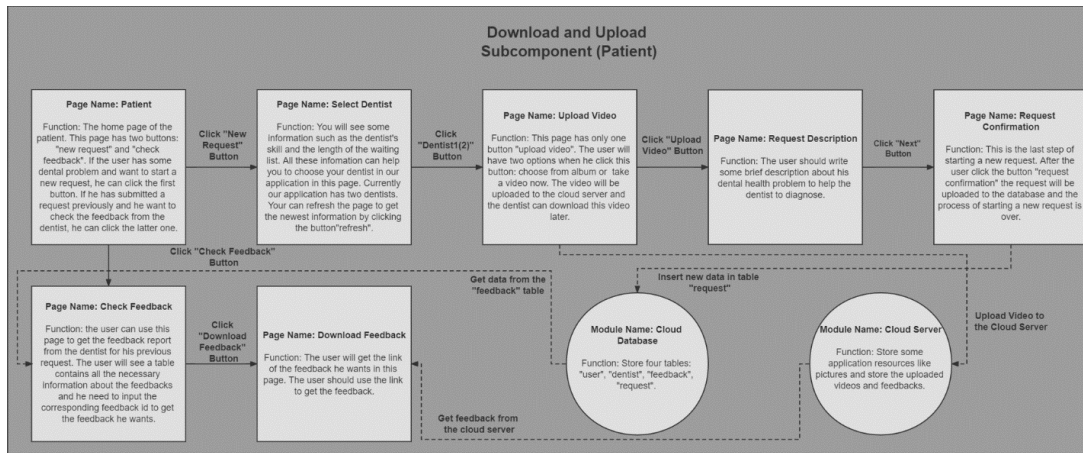 Download and Upload
Subcomponent (Patient)
Page Name: Patient
Function: The home page of the
patient. This page has two buttons:
"new request" and "check
feedback". If the user has some
dental problem and want to start a
new request, he can click the first
button. If he has submitted a
request previously and he want to
check the feedback from the
dentist, he can click the latter one.
Click "New
Request"
Button
Page Name: Select Dentist
Function: You will see some
information such as the dentist's
skill and the length of the waiting
list. All these infomation can help
you to choose your dentist in our
application in this page. Currently
our application has two dentists.
Your can refresh the page to get
the newest information by clicking
the button"refresh".
Click
"Dentist1(2)"
Button
Page Name: Upload Video
Function: This page has only one
button "upload video". The user will
have two options when he click this
button: choose from album or take
a video now. The video will be
uploaded to the cloud server and
the dentist can download this video
later.
Click "Upload
Video" Button
Page Name: Request Description
Function: The user should write
some brief description about his
dental health problem to help the
dentist to diagnose.
Click "Next"
Button
Page Name: Request
Confirmation
Function: This is the last step of
starting a new request. After the
user click the button "request
confirmation" the request will be
uploaded to the database and the
process of starting a new request is
over.
Click "Check Feedback"
Button
Get data from the
"feedback" table
Insert new data in table
"request"
Upload Video to
the Cloud Server
Page Name: Check Feedback
Function: the user can use this
page to get the feedback report
from the dentist for his previous
request. The user will see a table
contains all the necessary
information about the feedbacks
and he need to input the
corresponding feedback id to get
the feedback he wants.
Click
"Download
Feedback"
Button
Page Name: Download Feedback
Function: The user will get the link
of the feedback he wants in this
page. The user should use the link
to get the feedback.
Get feedback from
the cloud server
Module Name: Cloud
Database
Function: Store four tables:
"user", "dentist", "feedback",
"request".
Module Name: Cloud Server
Function: Store some
application resources like
pictures and store the uploaded
videos and feedbacks.